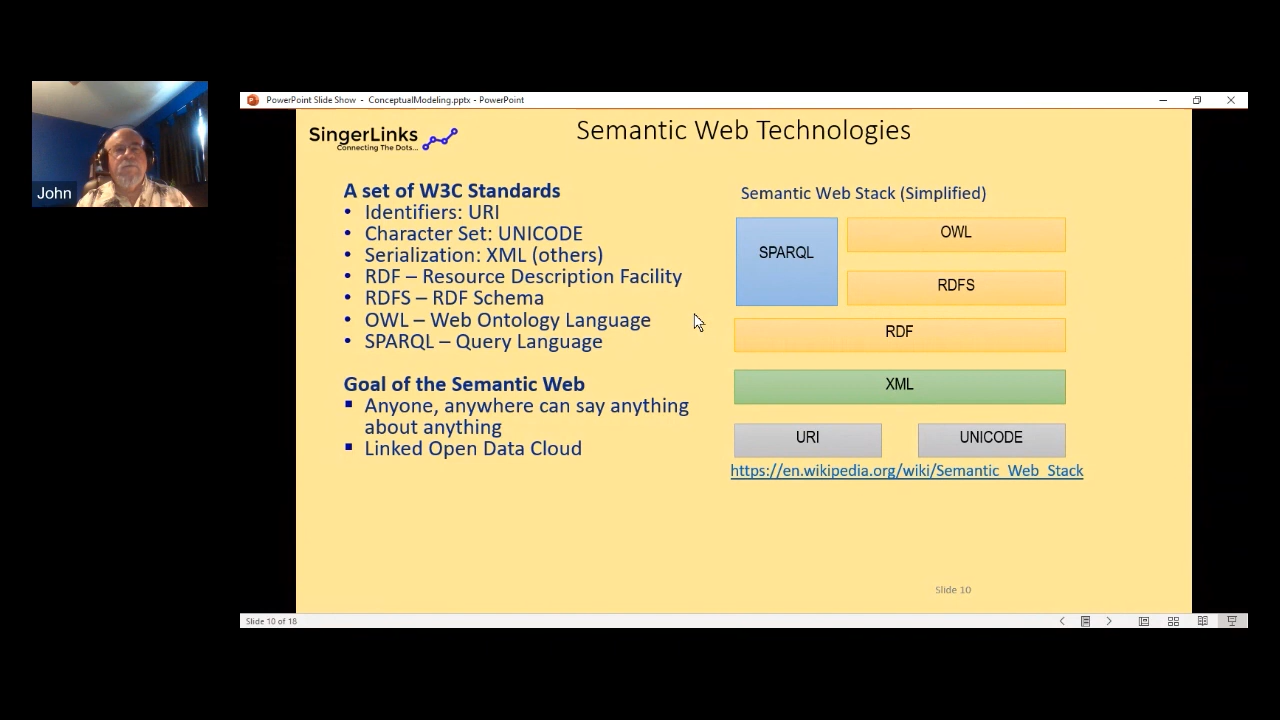 PowerPoint Slide Show - ConceptualModeling.pptx - PowerPoint
SingerLinks
Connecting The Dots...
Semantic Web Technologies
John
A set of W3C Standards
• Identifiers: URI
• Character Set: UNICODE
• Serialization: XML (others)
• RDF – Resource Description Facility
• RDFS – RDF Schema
• OWL – Web Ontology Language
• SPARQL – Query Language
Goal of the Semantic Web
▪ Anyone, anywhere can say anything
about anything
▪ Linked Open Data Cloud
Semantic Web Stack (Simplified)
SPARQL
OWL
RDFS
RDF
XML
URI
UNICODE
https://en.wikipedia.org/wiki/Semantic_Web_Stack
Slide 10
Slide 10 of 18